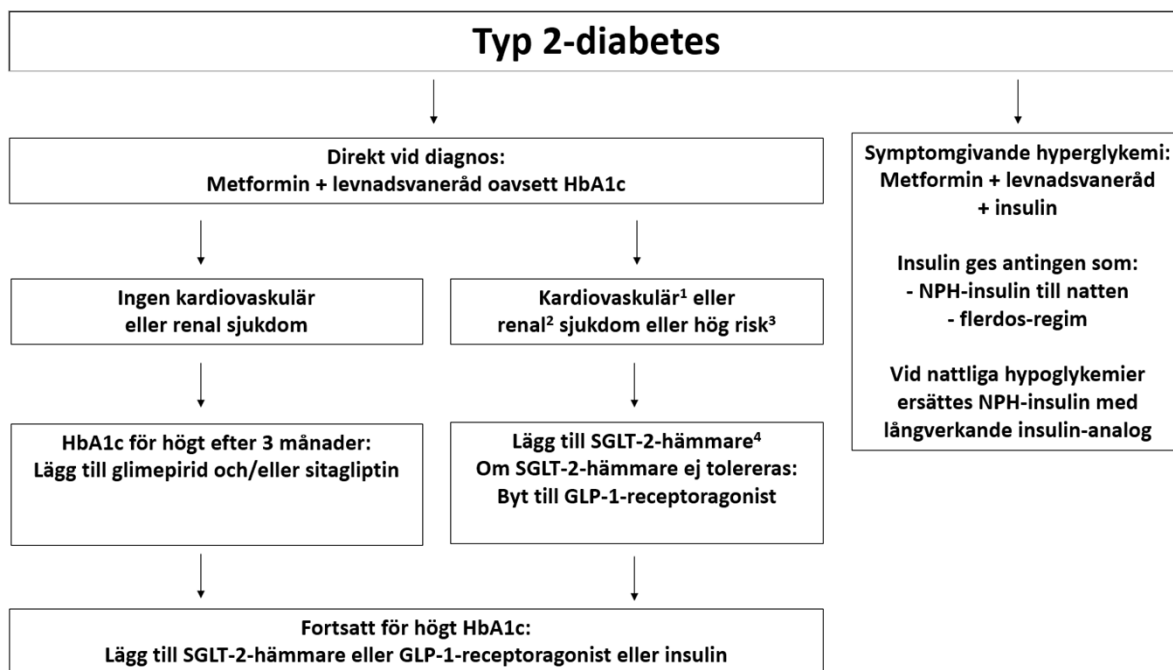 Typ 2-diabetes
Direkt vid diagnos:
Metformin + levnadsvaneråd oavsett HbA1c
Ingen kardiovaskulär
eller renal sjukdom
Kardiovaskulär¹ eller
renal² sjukdom eller hög risk³
HbA1c för högt efter 3 månader:
Lägg till glimepirid och/eller sitagliptin
Lägg till SGLT-2-hämmare⁴
Om SGLT-2-hämmare ej tolereras:
Byt till GLP-1-receptoragonist
Fortsatt för högt HbA1c:
Lägg till SGLT-2-hämmare eller GLP-1-receptoragonist eller insulin
Symptomgivande hyperglykemi:
Metformin + levnadsvaneråd
+ insulin
Insulin ges antingen som:
- NPH-insulin till natten
- flerdos-regim
Vid nattliga hypoglykemier
ersättes NPH-insulin med
långverkande insulin-analog